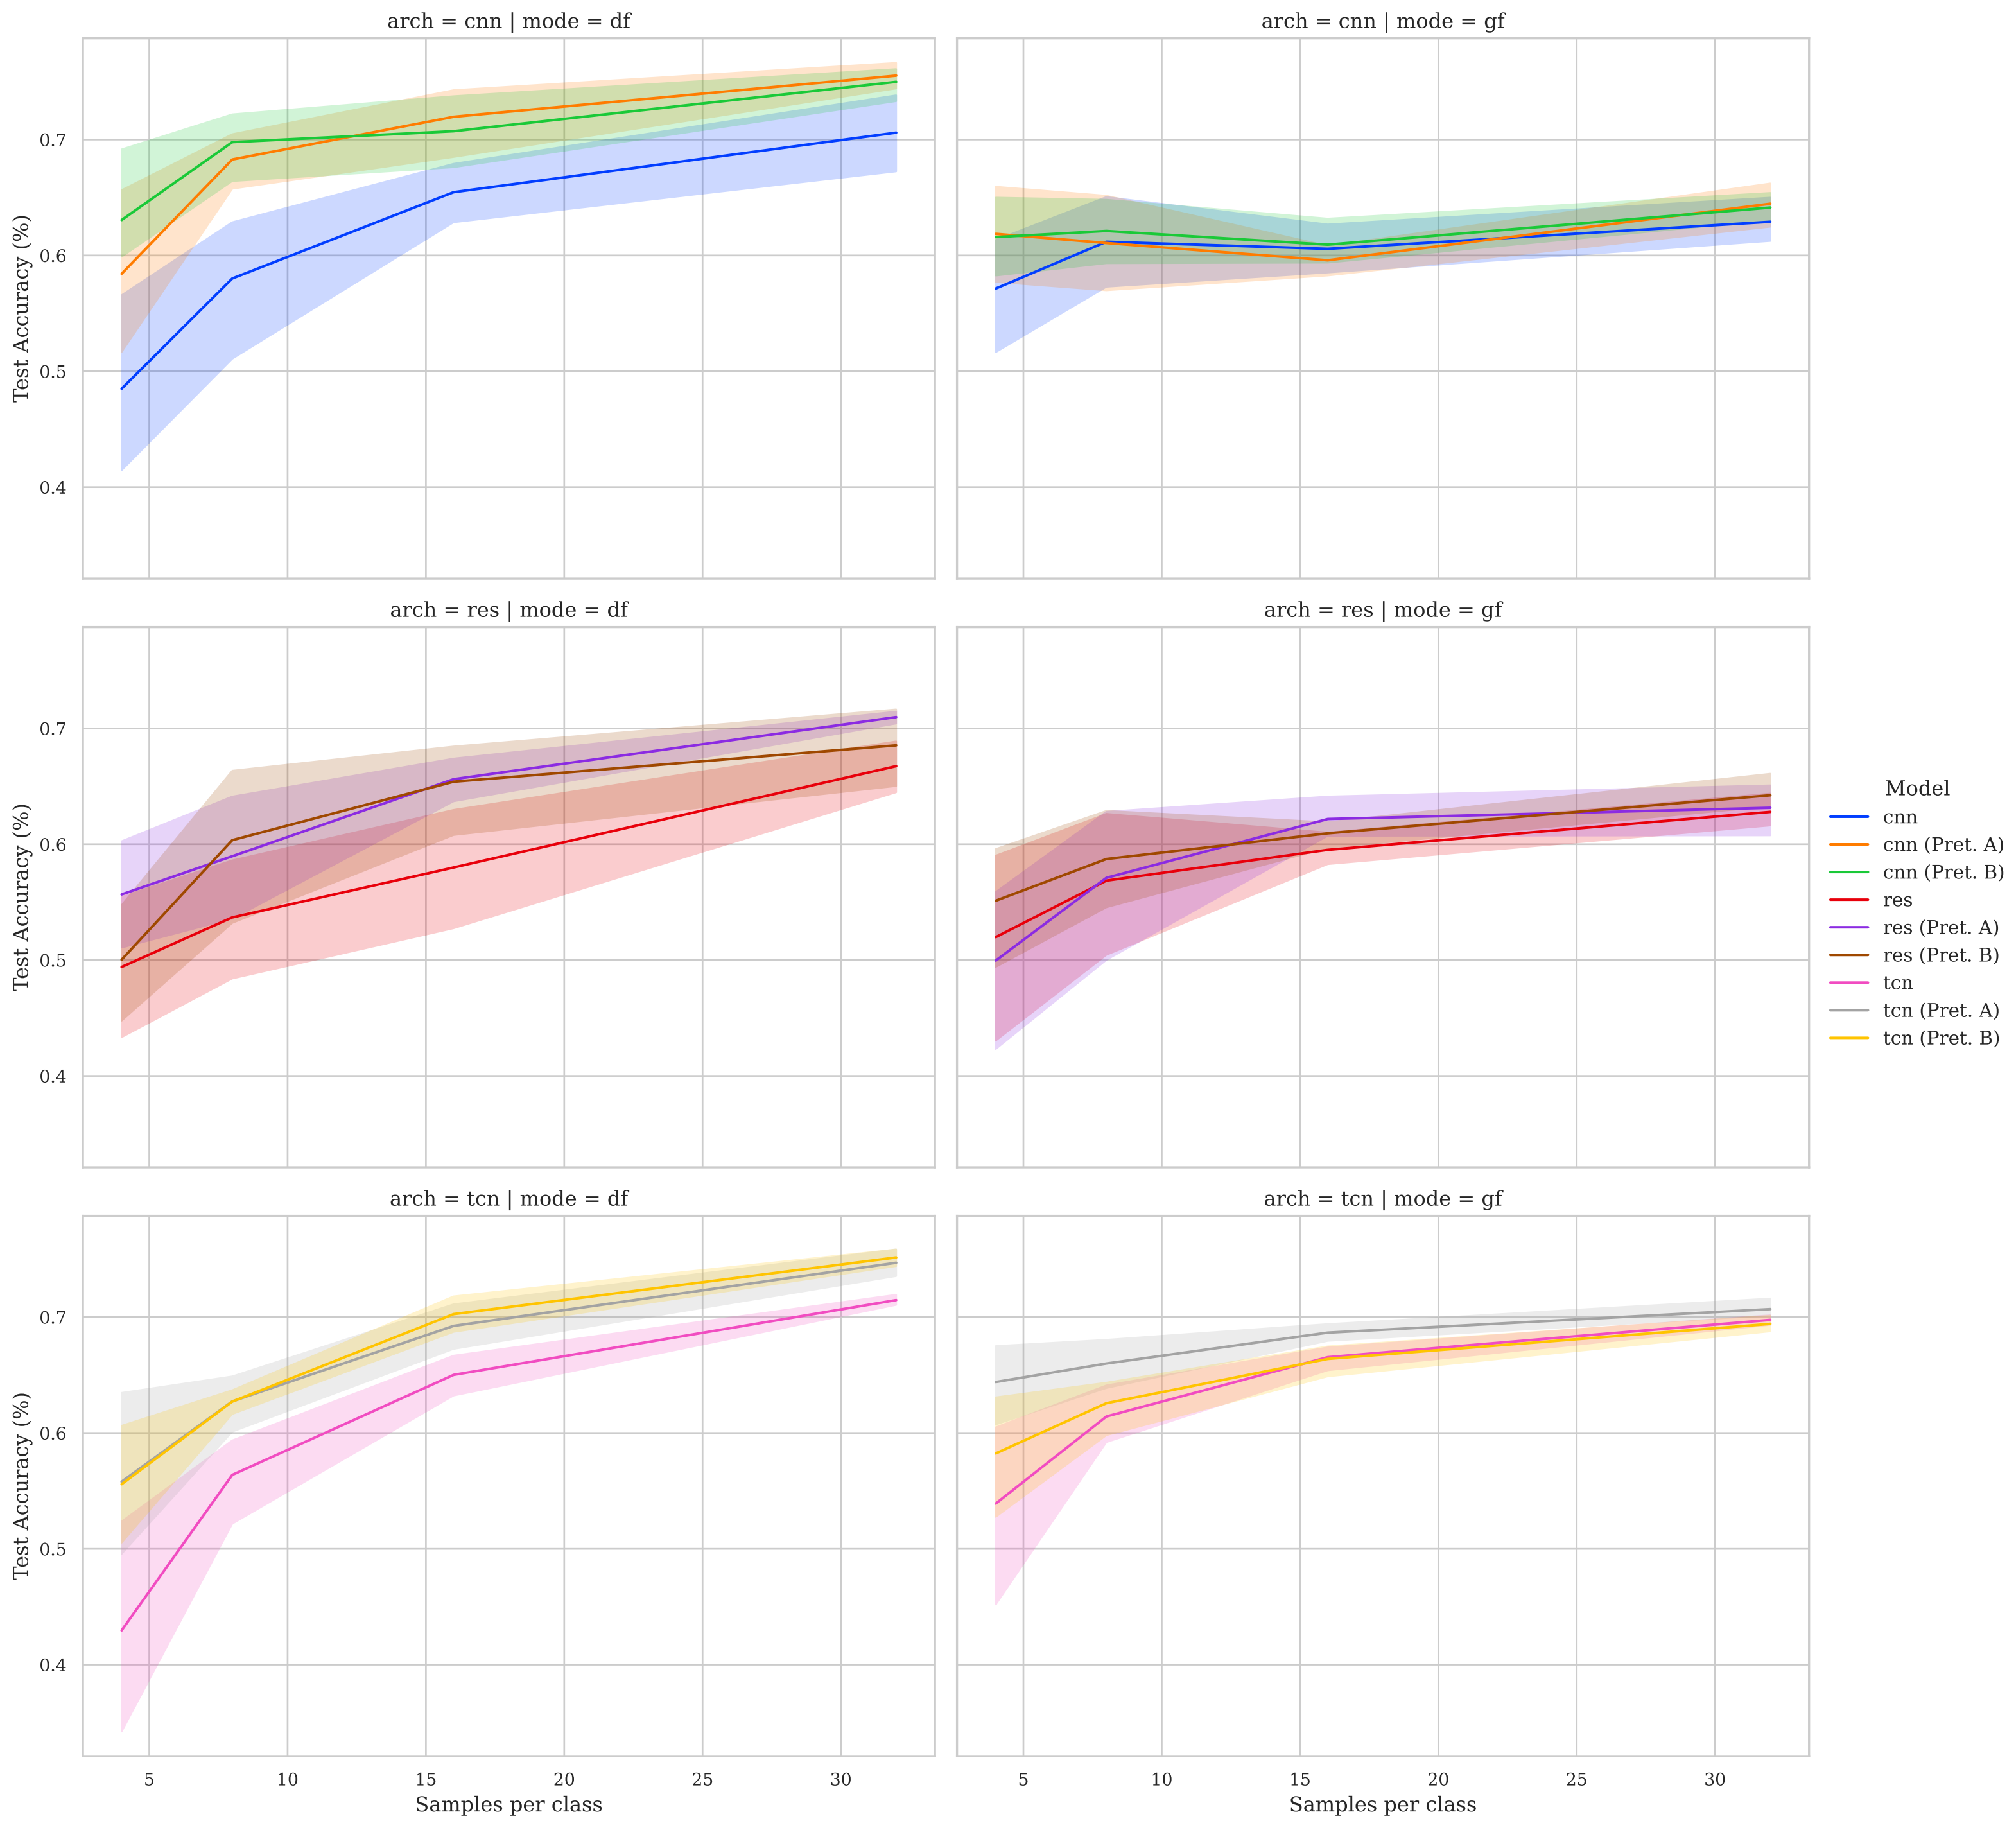 arch = cnn | mode = df
arch = cnn | mode = gf
Test Accuracy (%)
0.7
0.6
0.5
0.4
arch = res | mode = df
arch = res | mode = gf
Test Accuracy (%)
0.7
0.6
0.5
0.4
Model
cnn
cnn (Pret. A)
cnn (Pret. B)
res
res (Pret. A)
res (Pret. B)
tcn
tcn (Pret. A)
tcn (Pret. B)
arch = tcn | mode = df
arch = tcn | mode = gf
Test Accuracy (%)
0.7
0.6
0.5
0.4
5 10 15 20 25 30
5 10 15 20 25 30
Samples per class
Samples per class